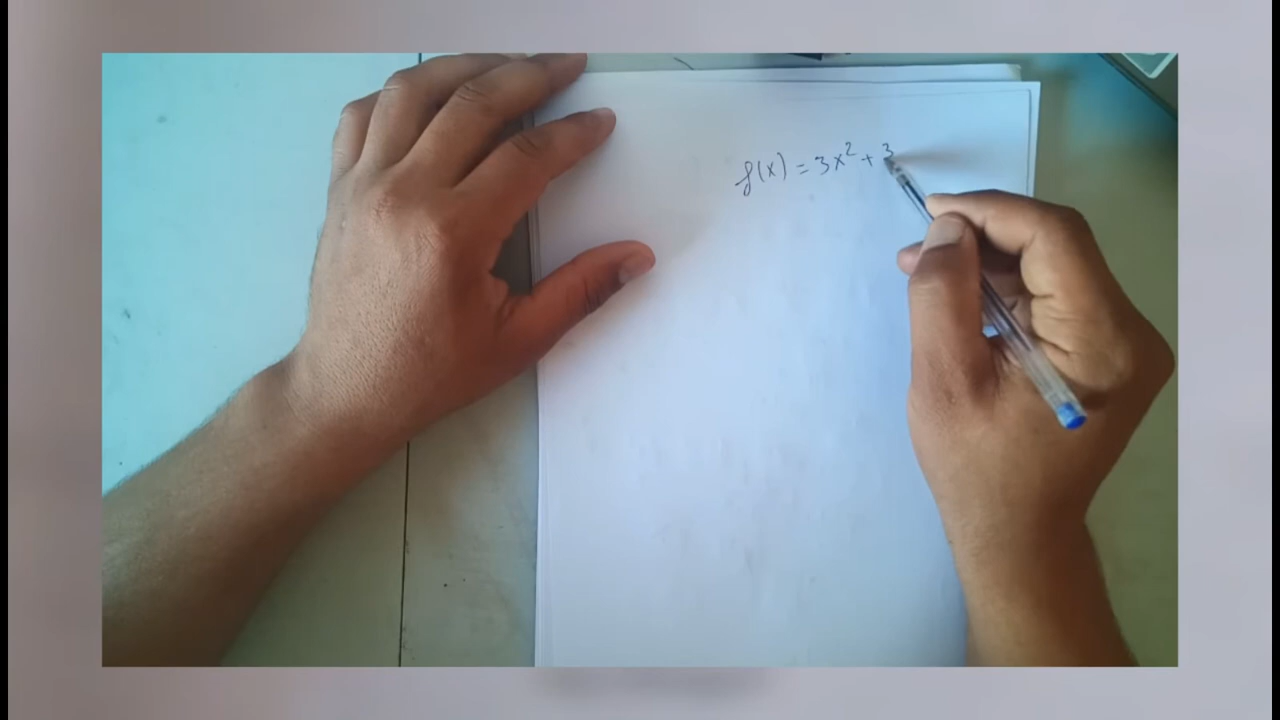 f(x) = 3x² + 3